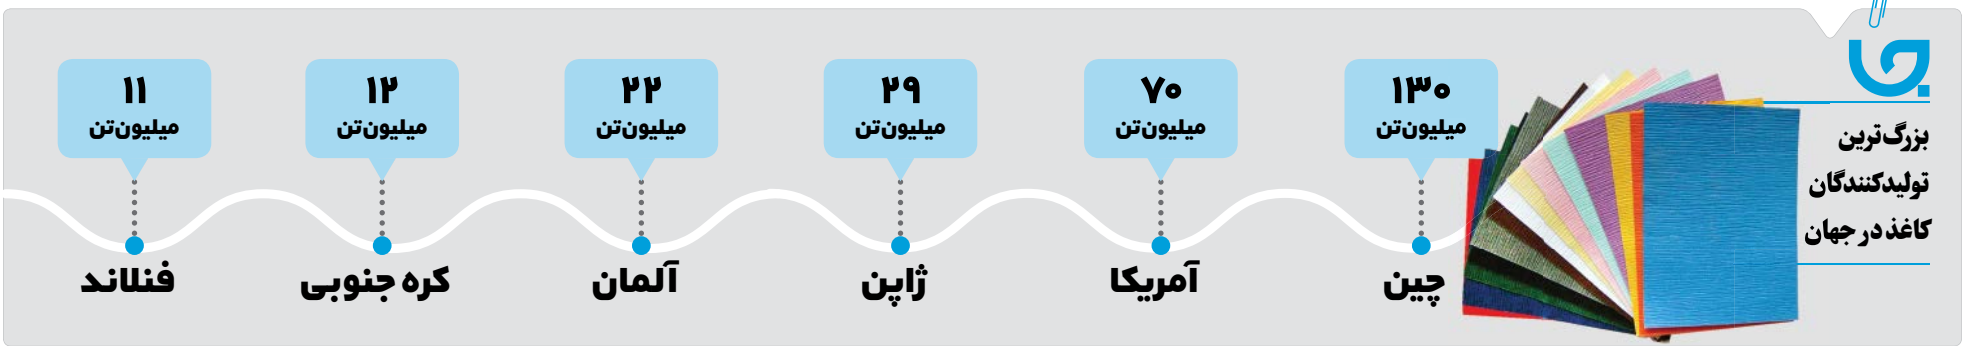 بزرگ‌ترین
تولیدکنندگان
کاغذ در جهان
۱۳۰
میلیون‌تن
چین
۷۰
میلیون‌تن
آمریکا
۲۹
میلیون‌تن
ژاپن
۲۲
میلیون‌تن
آلمان
۱۲
میلیون‌تن
کره جنوبی
۱۱
میلیون‌تن
فنلاند